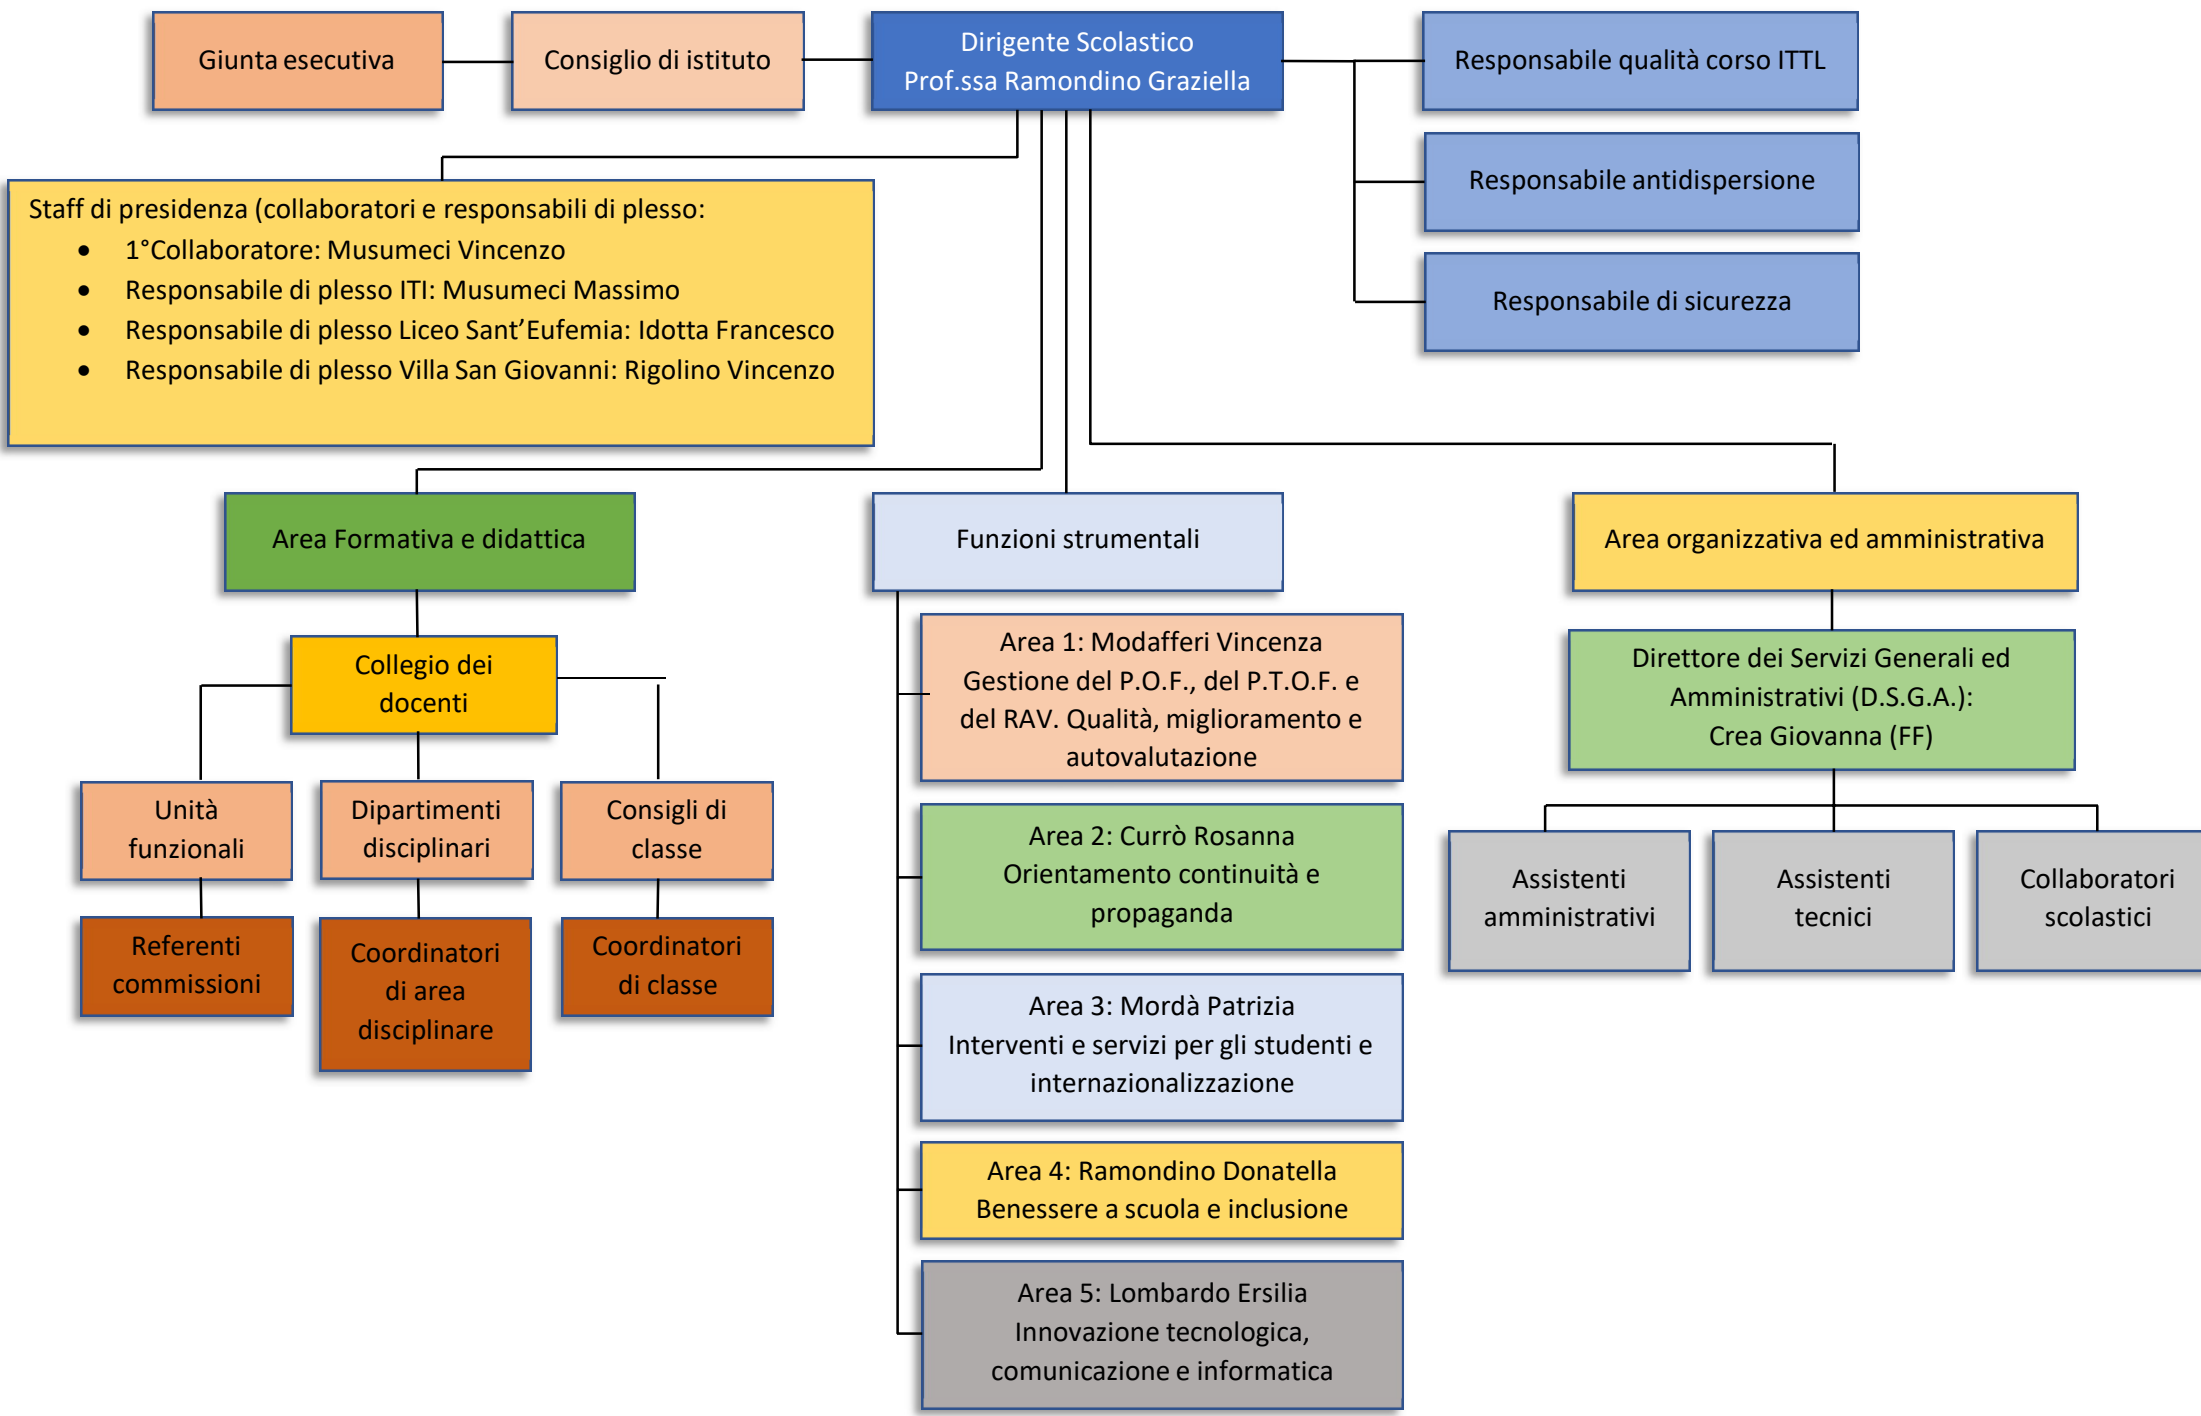 Giunta esecutiva
Consiglio di istituto
Dirigente Scolastico
Prof.ssa Ramondino Graziella
Responsabile qualità corso ITTL
Responsabile antidispersione
Responsabile di sicurezza
Staff di presidenza (collaboratori e responsabili di plesso:
• 1°Collaboratore: Musumeci Vincenzo
• Responsabile di plesso ITI: Musumeci Massimo
• Responsabile di plesso Liceo Sant’Eufemia: Idotta Francesco
• Responsabile di plesso Villa San Giovanni: Rigolino Vincenzo
Area Formativa e didattica
Collegio dei
docenti
Unità
funzionali
Dipartimenti
disciplinari
Consigli di
classe
Referenti
commissioni
Coordinatori
di area
disciplinare
Coordinatori
di classe
Funzioni strumentali
Area 1: Modafferi Vincenza
Gestione del P.O.F., del P.T.O.F. e
del RAV. Qualità, miglioramento e
autovalutazione
Area 2: Currò Rosanna
Orientamento continuità e
propaganda
Area 3: Mordà Patrizia
Interventi e servizi per gli studenti e
internazionalizzazione
Area 4: Ramondino Donatella
Benessere a scuola e inclusione
Area 5: Lombardo Ersilia
Innovazione tecnologica,
comunicazione e informatica
Area organizzativa ed amministrativa
Direttore dei Servizi Generali ed
Amministrativi (D.S.G.A.):
Crea Giovanna (FF)
Assistenti
amministrativi
Assistenti
tecnici
Collaboratori
scolastici